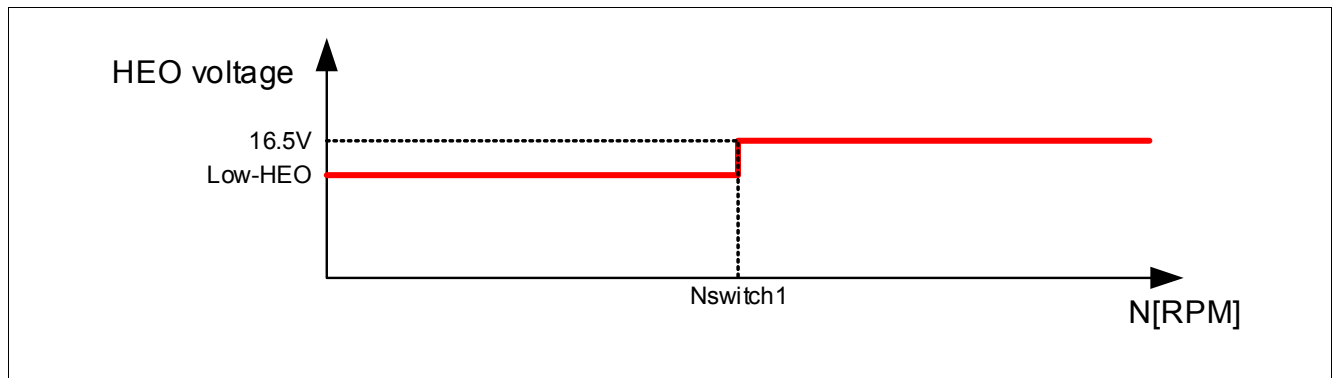 HEO voltage
16.5V
Low-HEO
Nswitch1
N[RPM]